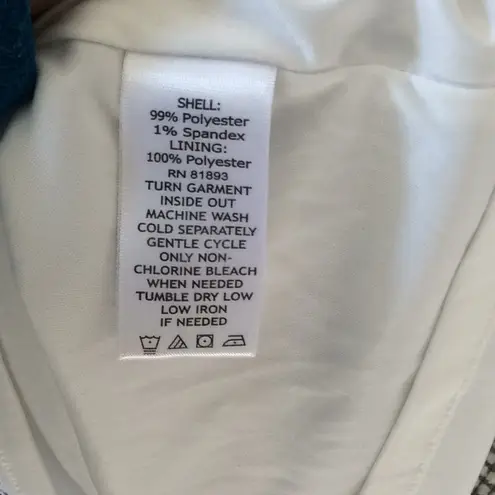 SHELL:
99% Polyester
1% Spandex
LINING:
100% Polyester
RN 81893
TURN GARMENT
INSIDE OUT
MACHINE WASH
COLD SEPARATELY
GENTLE CYCLE
ONLY NON-
CHLORINE BLEACH
WHEN NEEDED
TUMBLE DRY LOW
LOW IRON
IF NEEDED